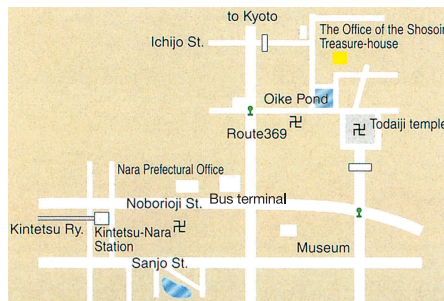 to Kyoto
Ichijo St.
The Office of the Shosoin
Treasure-house
Oike Pond
Route369
Todaiji temple
Nara Prefectural Office
Noborioji St.
Bus terminal
Kintetsu Ry.
Kintetsu-Nara
Station
Museum
Sanjo St.